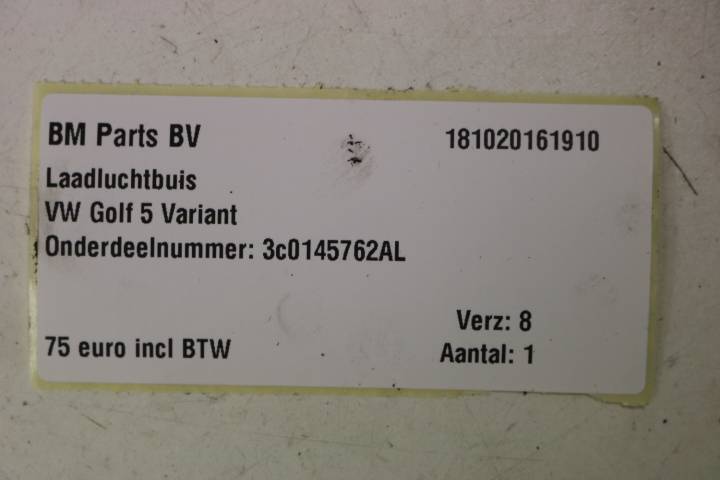 BM Parts BV 181020161910
Laadluchtbuis
VW Golf 5 Variant
Onderdeelnummer: 3c0145762AL
Verz: 8
75 euro incl BTW
Aantal: 1